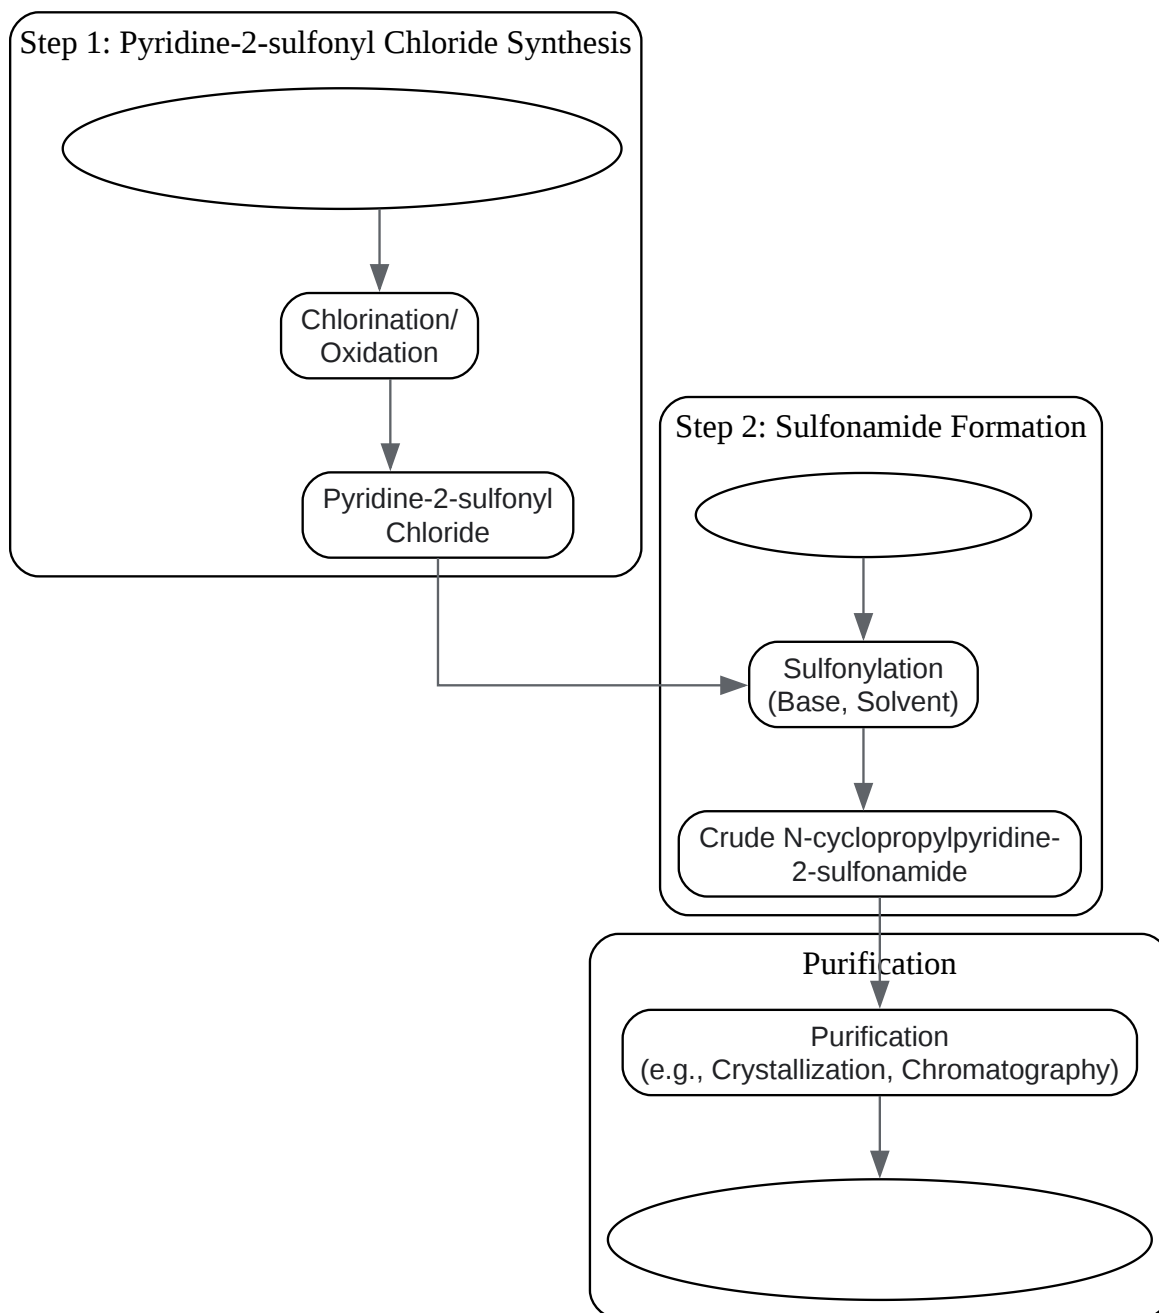 Step 1: Pyridine-2-sulfonyl Chloride Synthesis
Chlorination/
Oxidation
Pyridine-2-sulfonyl
Chloride
Step 2: Sulfonamide Formation
Sulfonylation
(Base, Solvent)
Crude N-cyclopropylpyridine-
2-sulfonamide
Purification
Purification
(e.g., Crystallization, Chromatography)